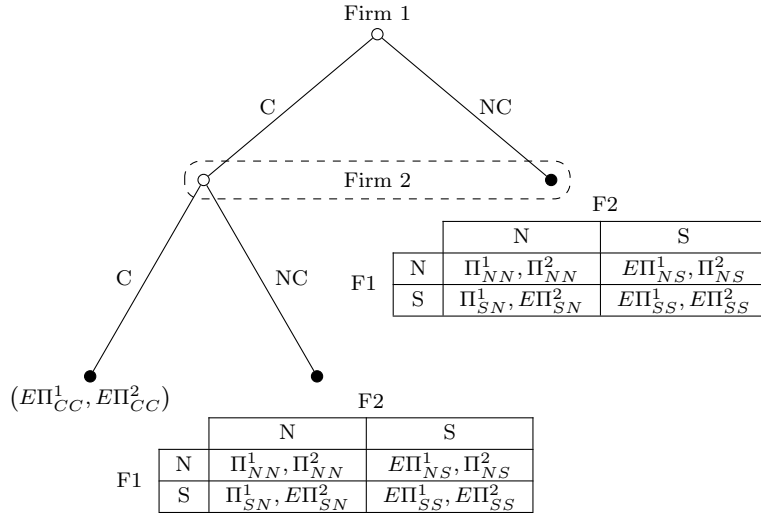 Firm 1
C NC
Firm 2
F2
N S
F1 N Π¹_NN, Π²_NN EΠ¹_NS, Π²_NS
S Π¹_SN, EΠ²_SN EΠ¹_SS, EΠ²_SS
C NC
(EΠ¹_CC, EΠ²_CC)
F2
N S
F1 N Π¹_NN, Π²_NN EΠ¹_NS, Π²_NS
S Π¹_SN, EΠ²_SN EΠ¹_SS, EΠ²_SS